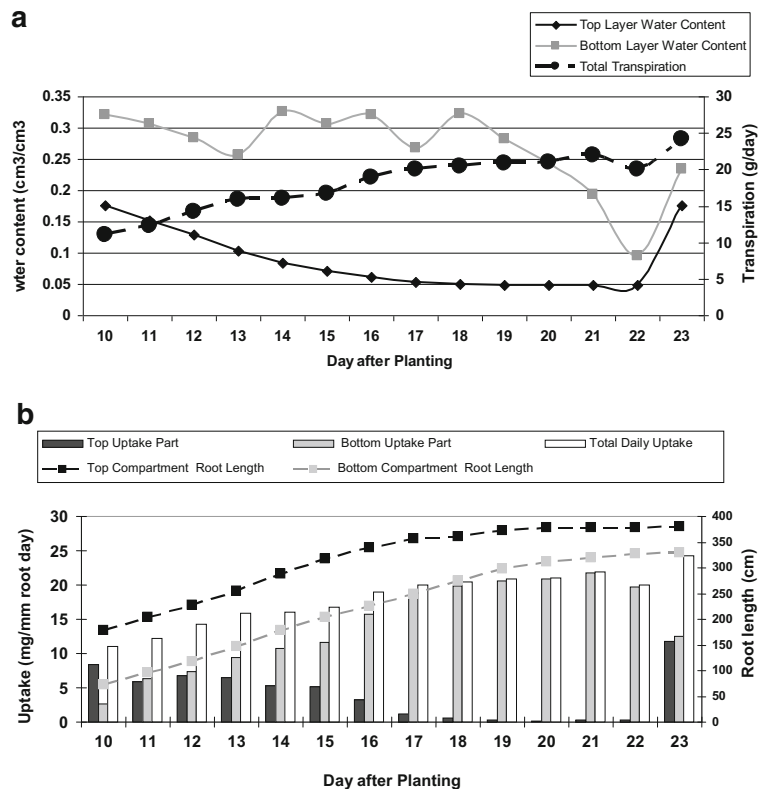 a
Top Layer Water Content
Bottom Layer Water Content
Total Transpiration
0.35
0.3
0.25
0.2
0.15
0.1
0.05
0
wter content (cm3/cm3
30
25
20
15
10
5
0
Transpiration (g/day)
10 11 12 13 14 15 16 17 18 19 20 21 22 23
Day after Planting
b
Top Uptake Part Bottom Uptake Part Total Daily Uptake
Top Compartment Root Length Bottom Compartment Root Length
30
25
20
15
10
5
0
Uptake (mg/mm root day)
400
350
300
250
200
150
100
50
0
Root length (cm)
10 11 12 13 14 15 16 17 18 19 20 21 22 23
Day after Planting